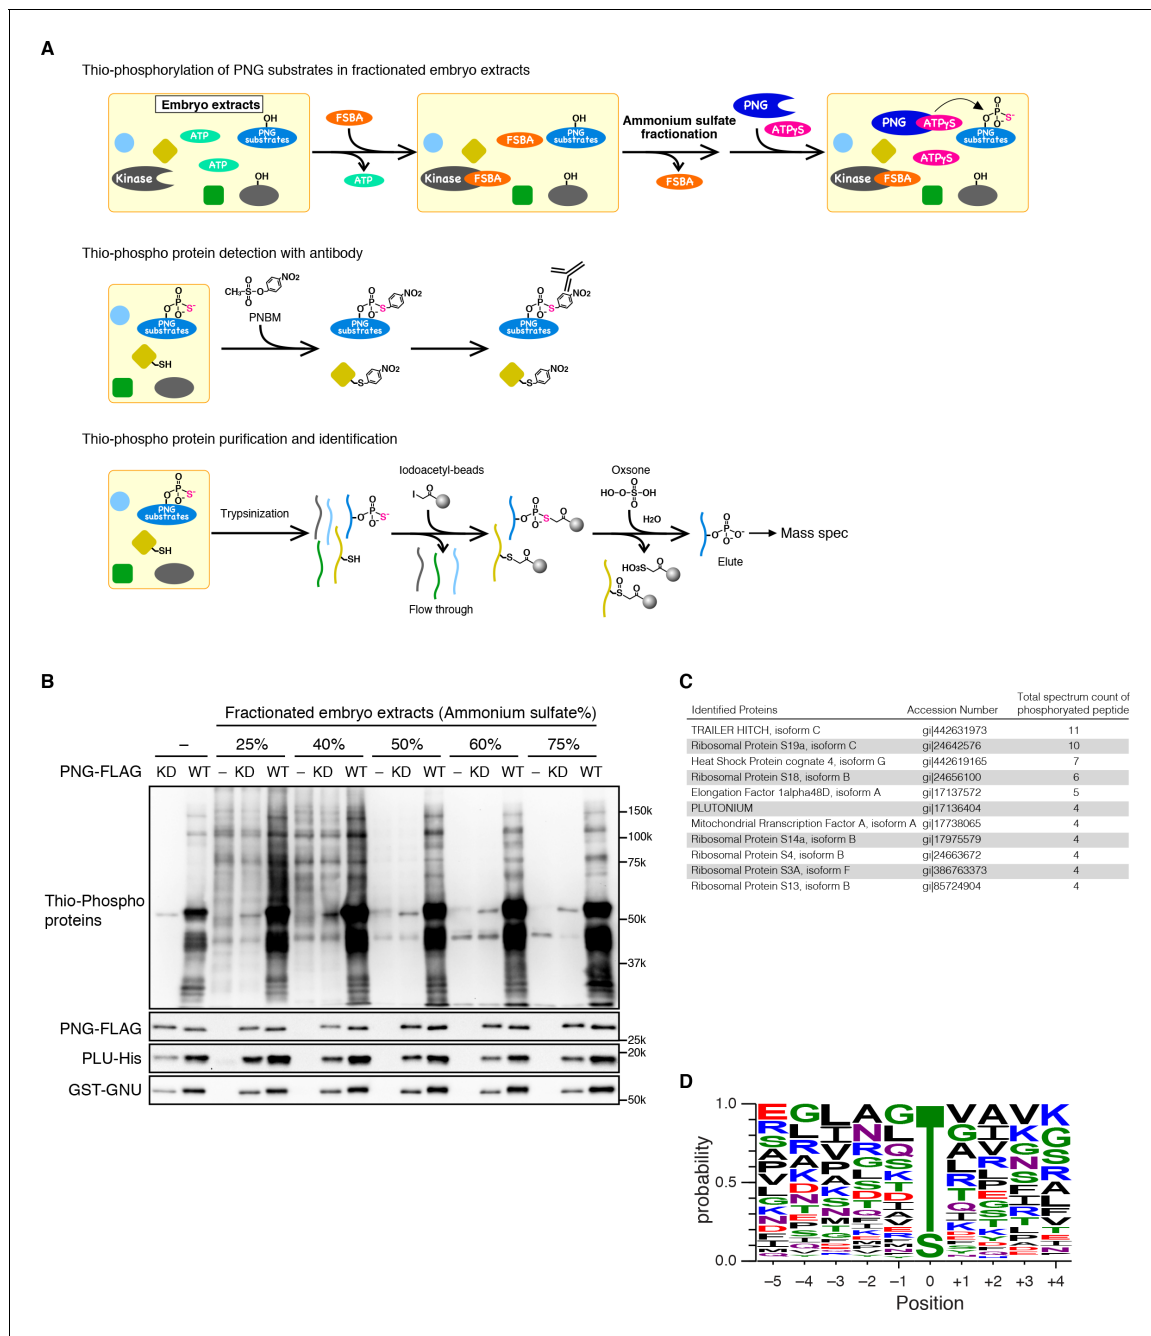 A
Thio-phosphorylation of PNG substrates in fractionated embryo extracts
Embryo extracts
ATP
OH
PNG substrates
ATP
Kinase
OH
FSBA
ATP
FSBA
OH
PNG substrates
Kinase
FSBA
OH
Ammonium sulfate
fractionation
FSBA
PNG
ATPγS
PNG
ATPγS
O
O P S-
O-
PNG substrates
ATPγS
Kinase
FSBA
OH
Thio-phospho protein detection with antibody
O
O P S-
O-
PNG substrates
SH
CH3 S O NO2
O
O
PNBM
O
O P S NO2
O-
PNG substrates
S NO2
O
O P S NO2
O-
PNG substrates
S NO2
Thio-phospho protein purification and identification
O
O P S-
O-
PNG substrates
SH
Trypsinization
O
O P S-
O-
SH
Iodoacetyl-beads
I O
Flow through
O
O P S O
O-
S O
Oxsone
O
HO-O-S-OH
O
H2O
HO3S O
O
S O
O
O P O-
O-
Elute
Mass spec
B
Fractionated embryo extracts (Ammonium sulfate%)
– 25% 40% 50% 60% 75%
PNG-FLAG KD WT – KD WT – KD WT – KD WT – KD WT – KD WT
Thio-Phospho
proteins
150k
100k
75k
50k
37k
PNG-FLAG
25k
PLU-His
20k
GST-GNU
50k
C
Identified Proteins Accession Number Total spectrum count of phosphoryated peptide
TRAILER HITCH, isoform C gi|442631973 11
Ribosomal Protein S19a, isoform C gi|24642576 10
Heat Shock Protein cognate 4, isoform G gi|442619165 7
Ribosomal Protein S18, isoform B gi|24656100 6
Elongation Factor 1alpha48D, isoform A gi|17137572 5
PLUTONIUM gi|17136404 4
Mitochondrial Rranscription Factor A, isoform A gi|17738065 4
Ribosomal Protein S14a, isoform B gi|17975579 4
Ribosomal Protein S4, isoform B gi|24663672 4
Ribosomal Protein S3A, isoform F gi|386763373 4
Ribosomal Protein S13, isoform B gi|85724904 4
D
probability
1.0
0.5
0.0
E G L A G T V A V K
S
−5 −4 −3 −2 −1 0 +1 +2 +3 +4
Position